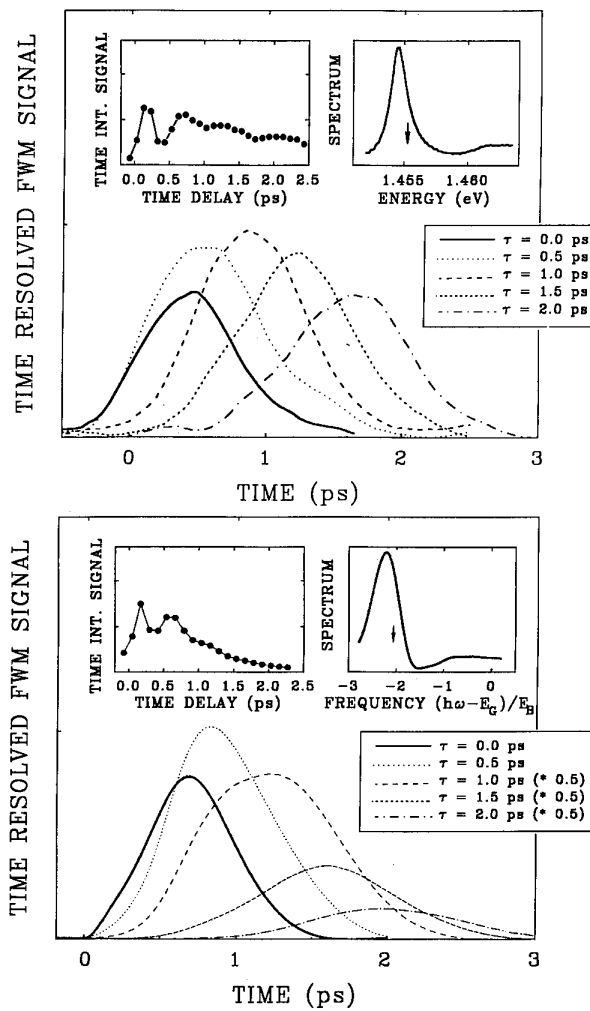 TIME RESOLVED FWM SIGNAL
TIME INT. SIGNAL
0.0 0.5 1.0 1.5 2.0 2.5
TIME DELAY (ps)
SPECTRUM
1.455 1.460
ENERGY (eV)
τ = 0.0 ps
τ = 0.5 ps
τ = 1.0 ps
τ = 1.5 ps
τ = 2.0 ps
0 1 2 3
TIME (ps)
TIME RESOLVED FWM SIGNAL
TIME INT. SIGNAL
0.0 0.5 1.0 1.5 2.0 2.5
TIME DELAY (ps)
SPECTRUM
-3 -2 -1 0
FREQUENCY (ħω-E_G)/E_B
τ = 0.0 ps
τ = 0.5 ps
τ = 1.0 ps (* 0.5)
τ = 1.5 ps (* 0.5)
τ = 2.0 ps (* 0.5)
0 1 2 3
TIME (ps)